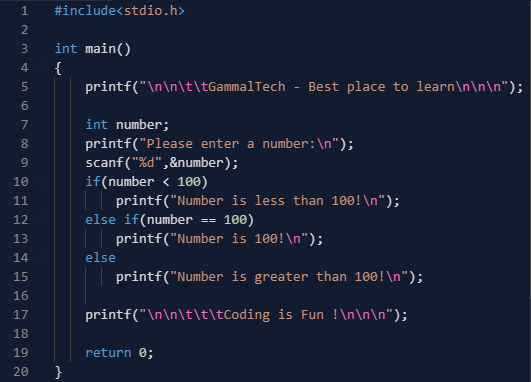 1 #include<stdio.h>
2
3 int main()
4 {
5     printf("\n\n\t\tGammalTech - Best place to learn\n\n\n");
6
7     int number;
8     printf("Please enter a number:\n");
9     scanf("%d",&number);
10     if(number < 100)
11         printf("Number is less than 100!\n");
12     else if(number == 100)
13         printf("Number is 100!\n");
14     else
15         printf("Number is greater than 100!\n");
16
17     printf("\n\n\t\t\tCoding is Fun !\n\n\n");
18
19     return 0;
20 }